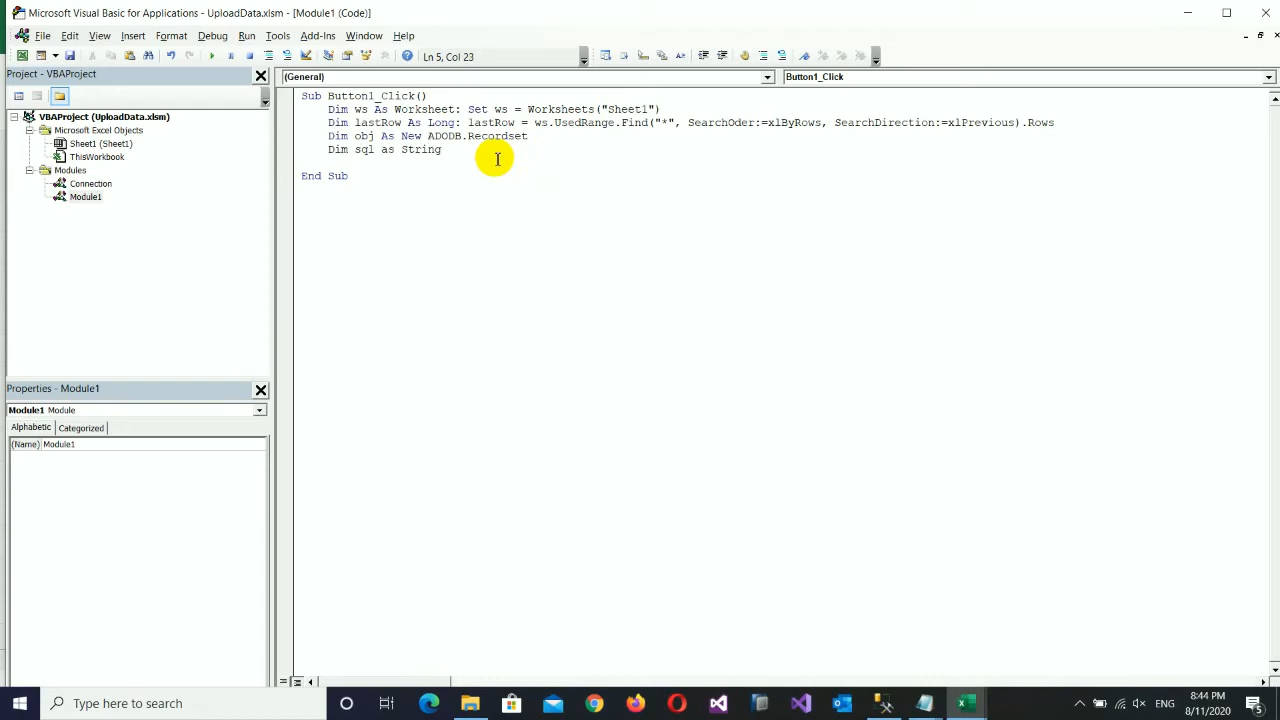 Microsoft Visual Basic for Applications - UploadData.xlsm - [Module1 (Code)]
File Edit View Insert Format Debug Run Tools Add-Ins Window Help
Ln 5, Col 23
Project - VBAProject
(General)
Button1_Click
VBAProject (UploadData.xlsm)
Microsoft Excel Objects
Sheet1 (Sheet1)
ThisWorkbook
Modules
Connection
Module1
Sub Button1_Click()
Dim ws As Worksheet: Set ws = Worksheets("Sheet1")
Dim lastRow As Long: lastRow = ws.UsedRange.Find("*", SearchOder:=xlByRows, SearchDirection:=xlPrevious).Rows
Dim obj As New ADODB.Recordset
Dim sql as String
End Sub
Properties - Module1
Module1 Module
Alphabetic Categorized
(Name) Module1
Type here to search
ENG
8:44 PM
8/11/2020
5